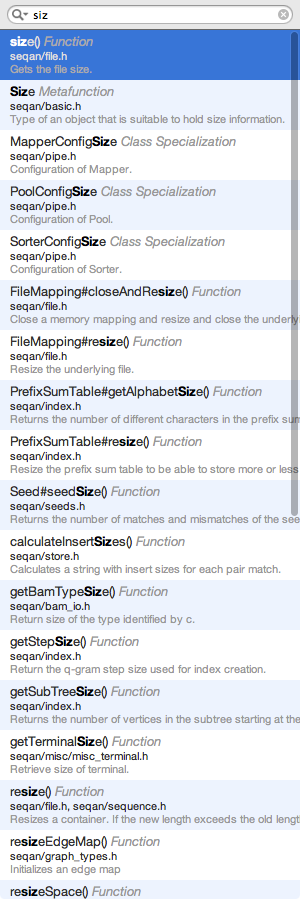 siz
size() Function
seqan/file.h
Gets the file size.
Size Metafunction
seqan/basic.h
Type of an object that is suitable to hold size information.
MapperConfigSize Class Specialization
seqan/pipe.h
Configuration of Mapper.
PoolConfigSize Class Specialization
seqan/pipe.h
Configuration of Pool.
SorterConfigSize Class Specialization
seqan/pipe.h
Configuration of Sorter.
FileMapping#closeAndResize() Function
seqan/file.h
Close a memory mapping and resize and close the underly
FileMapping#resize() Function
seqan/file.h
Resize the underlying file.
PrefixSumTable#getAlphabetSize() Function
seqan/index.h
Returns the number of different characters in the prefix sum
PrefixSumTable#resize() Function
seqan/index.h
Resize the prefix sum table to be able to store more or less
Seed#seedSize() Function
seqan/seeds.h
Returns the number of matches and mismatches of the see
calculateInsertSizes() Function
seqan/store.h
Calculates a string with insert sizes for each pair match.
getBamTypeSize() Function
seqan/bam_io.h
Return size of the type identified by c.
getStepSize() Function
seqan/index.h
Return the q-gram step size used for index creation.
getSubTreeSize() Function
seqan/index.h
Returns the number of vertices in the subtree starting at the
getTerminalSize() Function
seqan/misc/misc_terminal.h
Retrieve size of terminal.
resize() Function
seqan/file.h, seqan/sequence.h
Resizes a container. If the new length exceeds the old lengt
resizeEdgeMap() Function
seqan/graph_types.h
Initializes an edge map
resizeSpace() Function